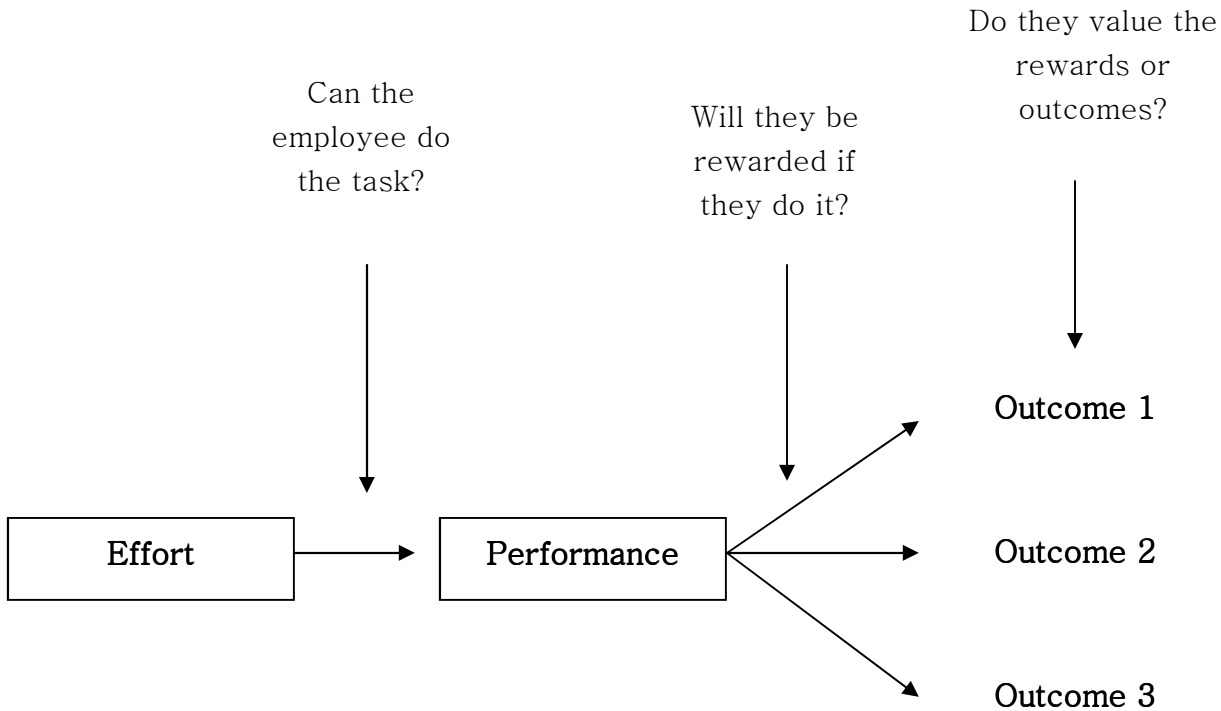 Do they value the
rewards or
outcomes?
Can the
employee do
the task?
Will they be
rewarded if
they do it?
Outcome 1
Effort
Performance
Outcome 2
Outcome 3